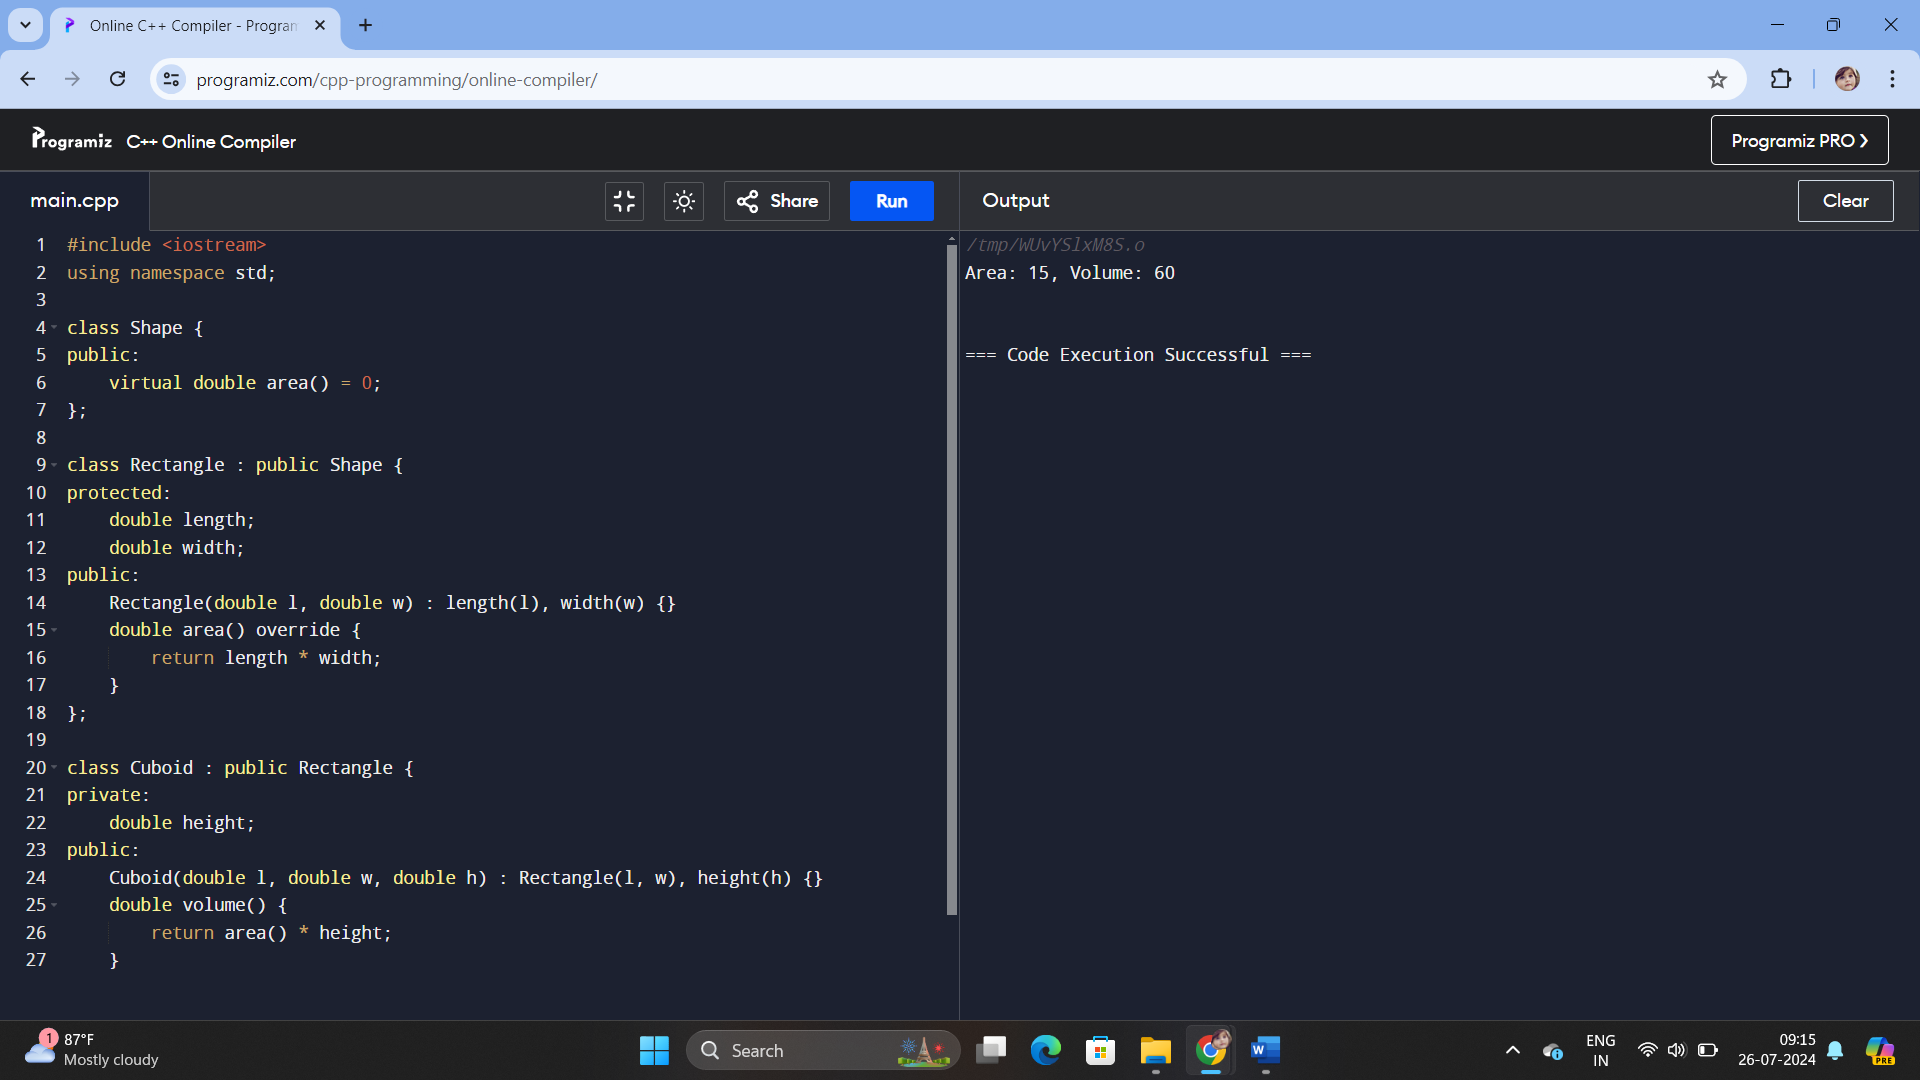 Online C++ Compiler - Program
programiz.com/cpp-programming/online-compiler/
Programiz C++ Online Compiler
Programiz PRO
main.cpp
Share
Run
Output
Clear
1 #include <iostream>
2 using namespace std;
3
4 class Shape {
5 public:
6 virtual double area() = 0;
7 };
8
9 class Rectangle : public Shape {
10 protected:
11 double length;
12 double width;
13 public:
14 Rectangle(double l, double w) : length(l), width(w) {}
15 double area() override {
16 return length * width;
17 }
18 };
19
20 class Cuboid : public Rectangle {
21 private:
22 double height;
23 public:
24 Cuboid(double l, double w, double h) : Rectangle(l, w), height(h) {}
25 double volume() {
26 return area() * height;
27 }
/tmp/WUvYSlxM8S.o
Area: 15, Volume: 60
=== Code Execution Successful ===
1
87°F
Mostly cloudy
Search
W
ENG
IN
09:15
26-07-2024
PRE